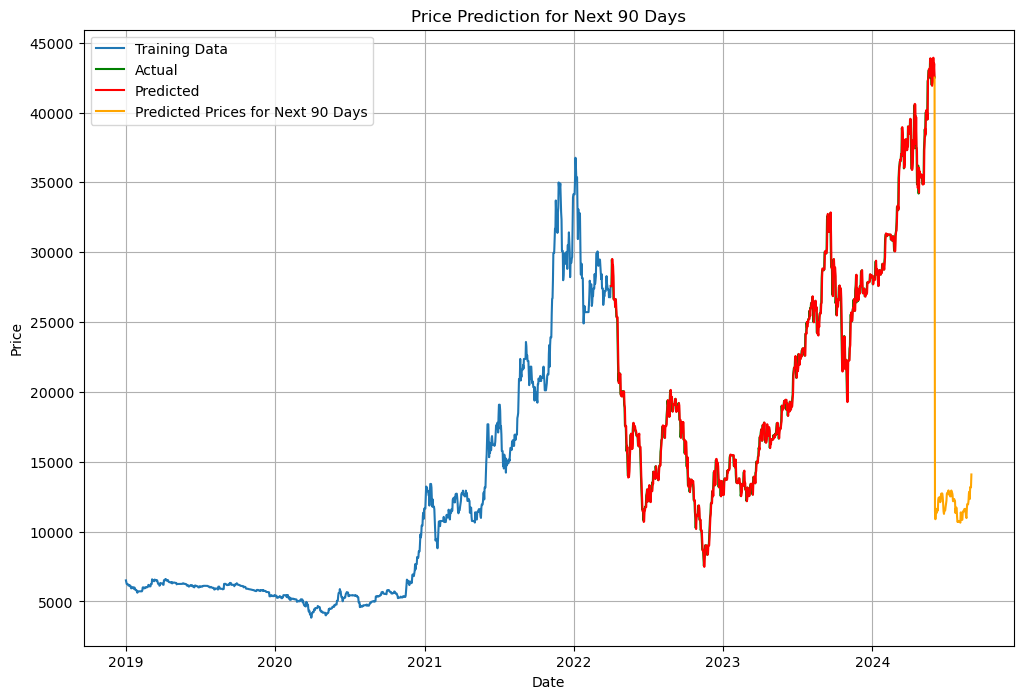 Price Prediction for Next 90 Days
Training Data
Actual
Predicted
Predicted Prices for Next 90 Days
45000
40000
35000
30000
25000
20000
15000
10000
5000
Price
2019 2020 2021 2022 2023 2024
Date